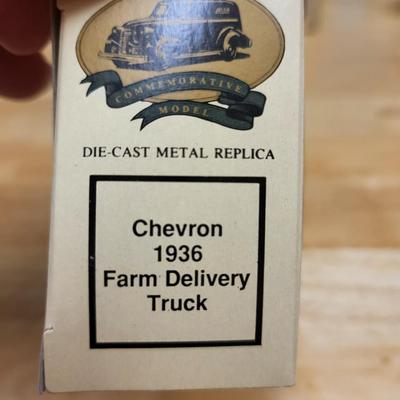 COMMEMORATIVE
MODEL
DIE-CAST METAL REPLICA
Chevron
1936
Farm Delivery
Truck